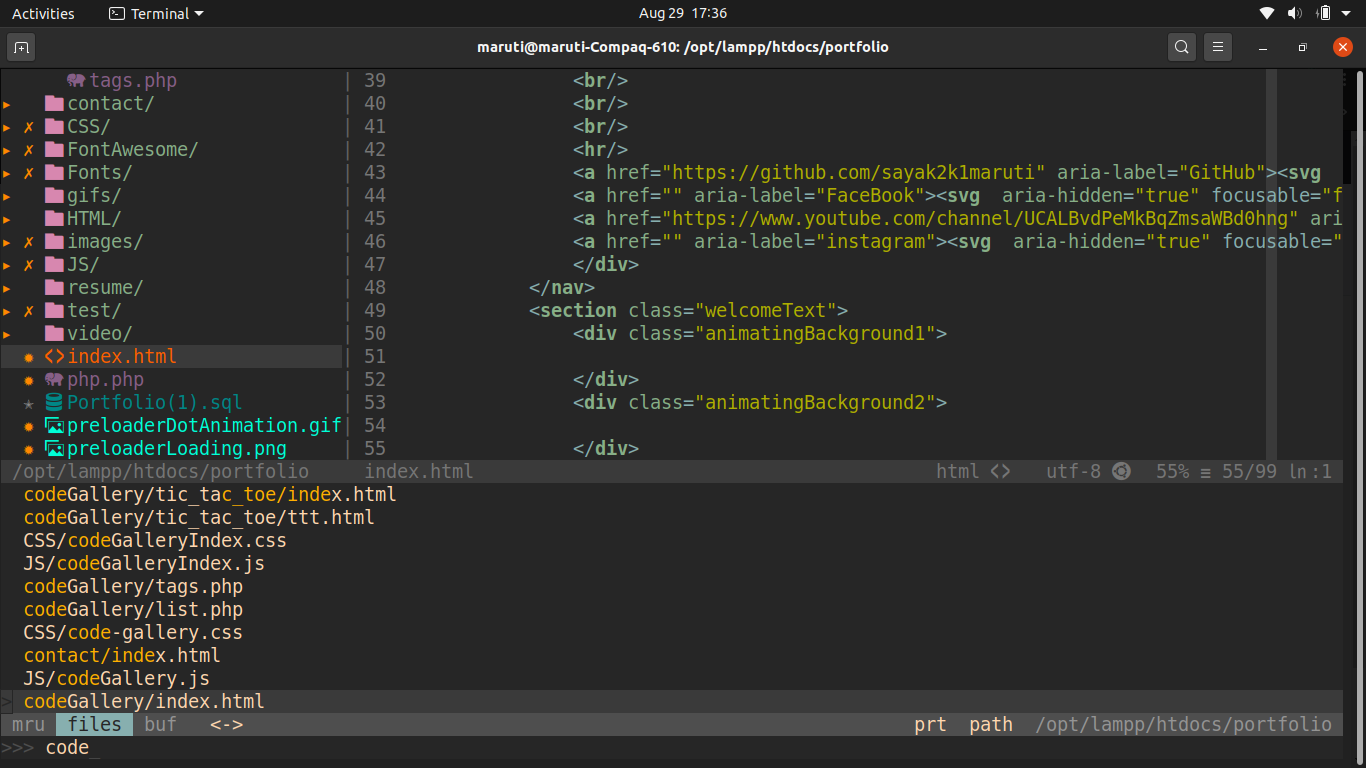 Activities Terminal Aug 29 17:36
maruti@maruti-Compaq-610: /opt/lampp/htdocs/portfolio
tags.php | 39 <br/>
▸ contact/ | 40 <br/>
▸ ✗ CSS/ | 41 <br/>
▸ ✗ FontAwesome/ | 42 <hr/>
▸ ✗ Fonts/ | 43 <a href="https://github.com/sayak2k1maruti" aria-label="GitHub"><svg
▸ gifs/ | 44 <a href="" aria-label="FaceBook"><svg  aria-hidden="true" focusable="f
▸ HTML/ | 45 <a href="https://www.youtube.com/channel/UCALBvdPeMkBqZmsaWBd0hng" ari
▸ ✗ images/ | 46 <a href="" aria-label="instagram"><svg  aria-hidden="true" focusable="
▸ ✗ JS/ | 47 </div>
▸ resume/ | 48 </nav>
▸ ✗ test/ | 49 <section class="welcomeText">
▸ video/ | 50 <div class="animatingBackground1">
✹ <> index.html | 51
✹ php.php | 52 </div>
★ Portfolio(1).sql | 53 <div class="animatingBackground2">
✹ preloaderDotAnimation.gif | 54
✹ preloaderLoading.png | 55 </div>
/opt/lampp/htdocs/portfolio index.html html <> utf-8 55% ≡ 55/99 ln :1
codeGallery/tic_tac_toe/index.html
codeGallery/tic_tac_toe/ttt.html
CSS/codeGalleryIndex.css
JS/codeGalleryIndex.js
codeGallery/tags.php
codeGallery/list.php
CSS/code-gallery.css
contact/index.html
JS/codeGallery.js
> codeGallery/index.html
mru files buf <-> prt path /opt/lampp/htdocs/portfolio
>>> code_